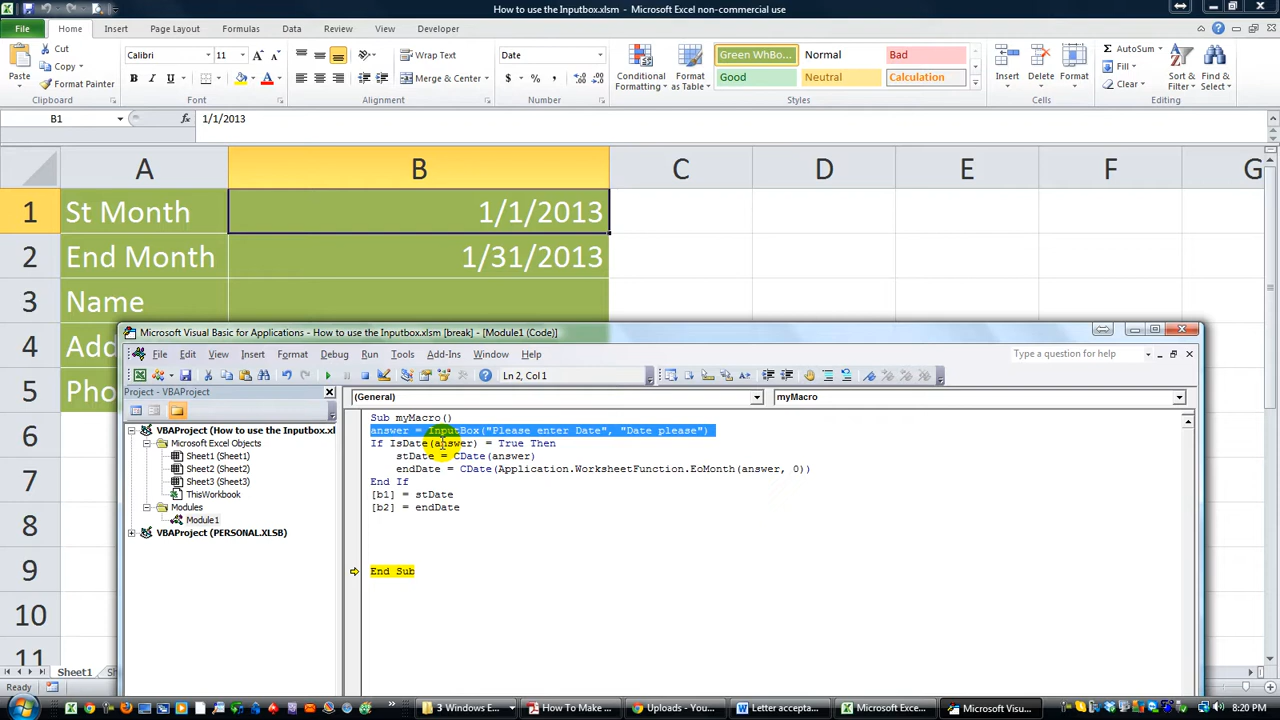 How to use the Inputbox.xlsm - Microsoft Excel non-commercial use
File Home Insert Page Layout Formulas Data Review View Developer
Paste
Cut
Copy
Format Painter
Clipboard
Calibri 11
B I U
Font
Wrap Text
Merge & Center
Alignment
Date
$ % ,
Number
Conditional Formatting
Format as Table
Green WhBo... Normal Bad
Good Neutral Calculation
Styles
Insert Delete Format
Cells
AutoSum
Fill
Clear
Sort & Filter
Find & Select
Editing
B1 fx 1/1/2013
A B C D E F G
1 St Month 1/1/2013
2 End Month 1/31/2013
3 Name
4 Add
5 Pho
6
7
8
9
10
11
Microsoft Visual Basic for Applications - How to use the Inputbox.xlsm [break] - [Module1 (Code)]
File Edit View Insert Format Debug Run Tools Add-Ins Window Help
Type a question for help
Ln 2, Col 1
Project - VBAProject
VBAProject (How to use the Inputbox.xl
Microsoft Excel Objects
Sheet1 (Sheet1)
Sheet2 (Sheet2)
Sheet3 (Sheet3)
ThisWorkbook
Modules
Module1
VBAProject (PERSONAL.XLSB)
(General) myMacro
Sub myMacro()
answer = InputBox("Please enter Date", "Date please")
If IsDate(answer) = True Then
stDate = CDate(answer)
endDate = CDate(Application.WorksheetFunction.EoMonth(answer, 0))
End If
[b1] = stDate
[b2] = endDate
End Sub
Sheet1
Ready
3 Windows E... How To Make ... Uploads - You"... Letter accepta... Microsoft Exce... Microsoft Visu... 8:20 PM